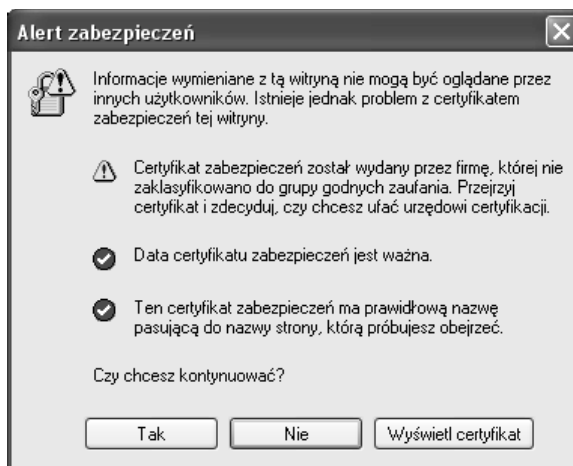 Alert zabezpieczeń
Informacje wymieniane z tą witryną nie mogą być oglądane przez
innych użytkowników. Istnieje jednak problem z certyfikatem
zabezpieczeń tej witryny.
Certyfikat zabezpieczeń został wydany przez firmę, której nie
zaklasyfikowano do grupy godnych zaufania. Przejrzyj
certyfikat i zdecyduj, czy chcesz ufać urzędowi certyfikacji.
Data certyfikatu zabezpieczeń jest ważna.
Ten certyfikat zabezpieczeń ma prawidłową nazwę
pasującą do nazwy strony, którą próbujesz obejrzeć.
Czy chcesz kontynuować?
Tak Nie Wyświetl certyfikat